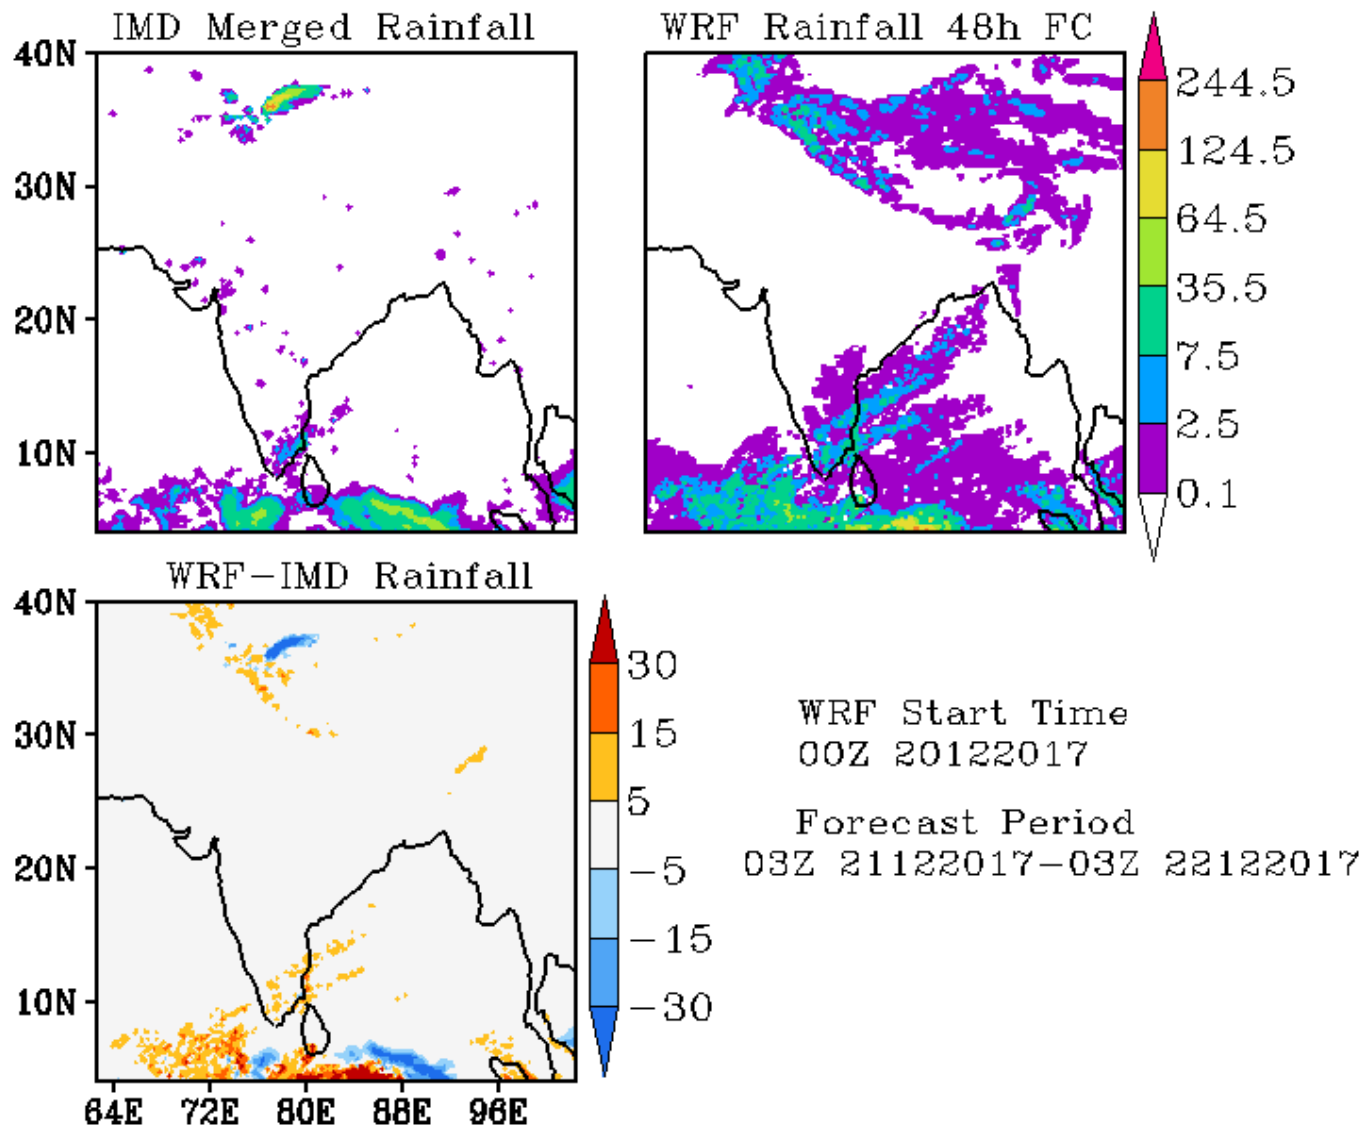 IMD Merged Rainfall
WRF Rainfall 48h FC
40N
30N
20N
10N
244.5
124.5
64.5
35.5
7.5
2.5
0.1
WRF-IMD Rainfall
40N
30N
20N
10N
64E 72E 80E 88E 96E
30
15
5
-5
-15
-30
WRF Start Time
00Z 20122017
Forecast Period
03Z 21122017-03Z 22122017